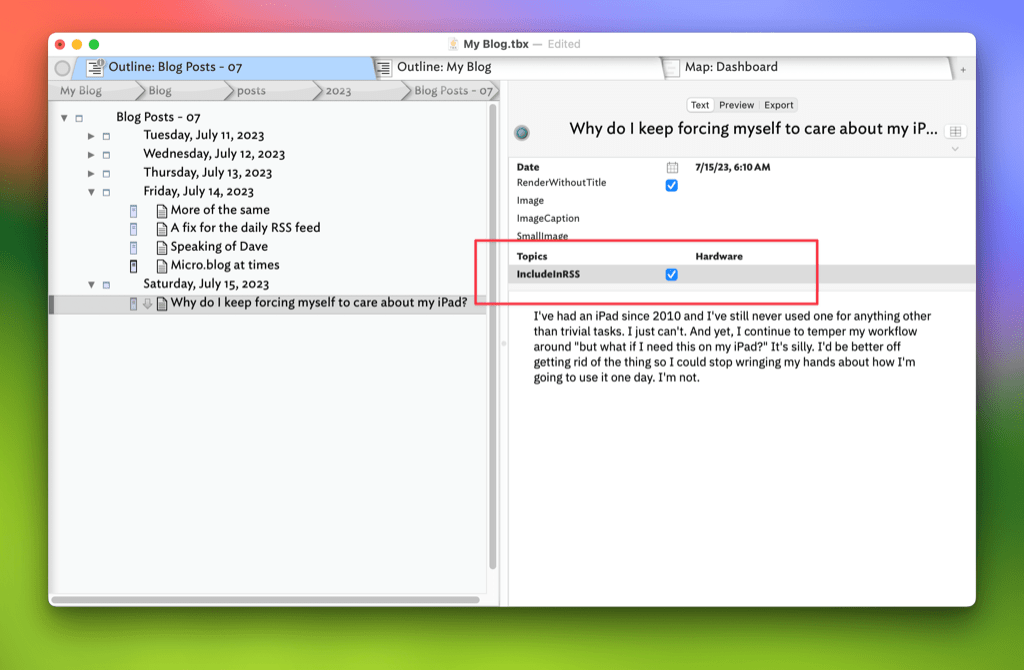 My Blog.tbx — Edited
Outline: Blog Posts - 07
Outline: My Blog
Map: Dashboard
+
My Blog
Blog
posts
2023
Blog Posts - 07
Blog Posts - 07
Tuesday, July 11, 2023
Wednesday, July 12, 2023
Thursday, July 13, 2023
Friday, July 14, 2023
More of the same
A fix for the daily RSS feed
Speaking of Dave
Micro.blog at times
Saturday, July 15, 2023
Why do I keep forcing myself to care about my iPad?
Text Preview Export
Why do I keep forcing myself to care about my iP...
Date 7/15/23, 6:10 AM
RenderWithoutTitle
Image
ImageCaption
SmallImage
Topics Hardware
IncludeInRSS
I've had an iPad since 2010 and I've still never used one for anything other
than trivial tasks. I just can't. And yet, I continue to temper my workflow
around "but what if I need this on my iPad?" It's silly. I'd be better off
getting rid of the thing so I could stop wringing my hands about how I'm
going to use it one day. I'm not.